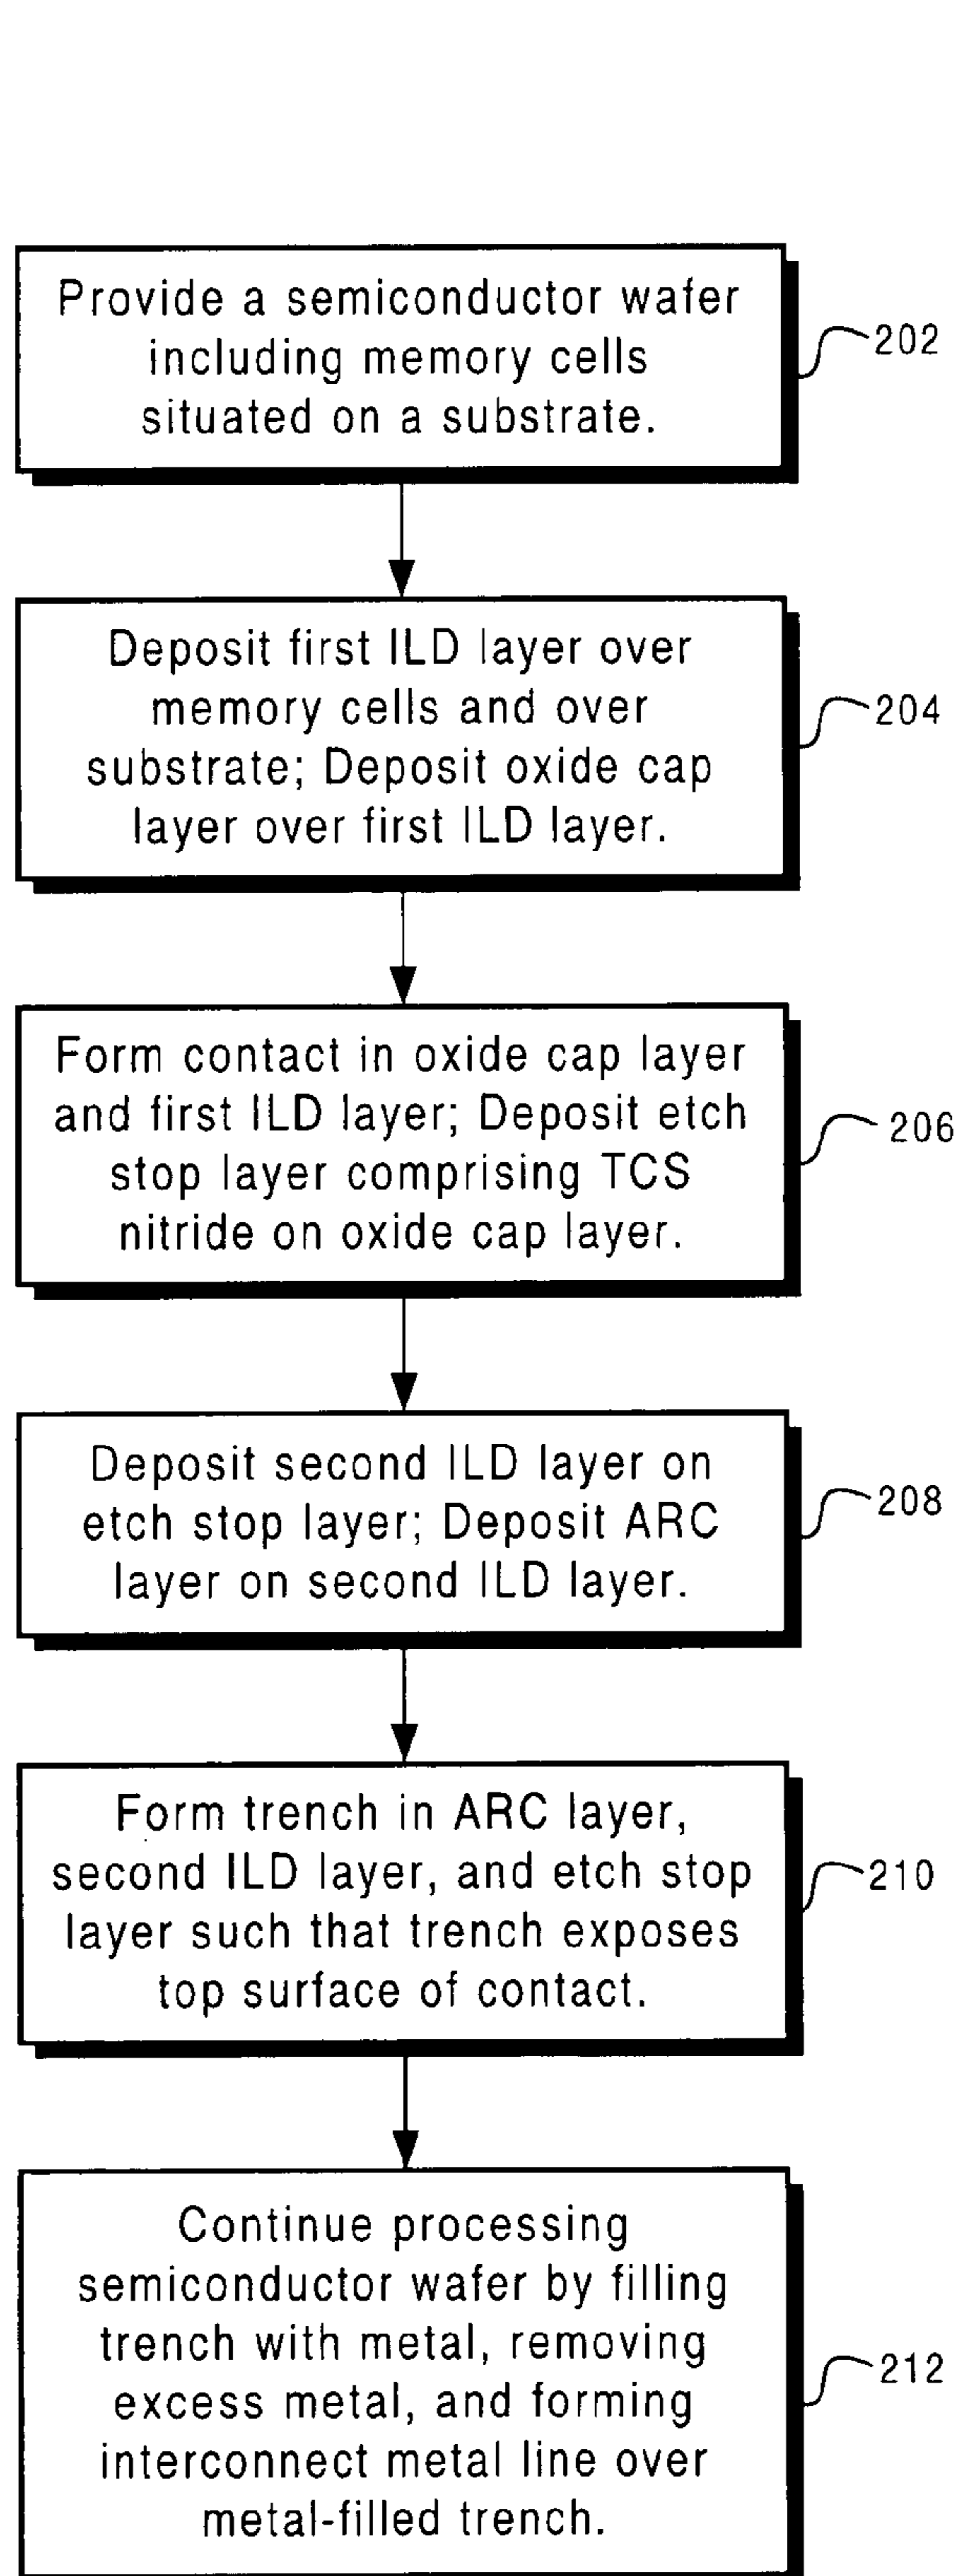 Provide a semiconductor wafer
including memory cells
situated on a substrate.
202
Deposit first ILD layer over
memory cells and over
substrate; Deposit oxide cap
layer over first ILD layer.
204
Form contact in oxide cap layer
and first ILD layer; Deposit etch
stop layer comprising TCS
nitride on oxide cap layer.
206
Deposit second ILD layer on
etch stop layer; Deposit ARC
layer on second ILD layer.
208
Form trench in ARC layer,
second ILD layer, and etch stop
layer such that trench exposes
top surface of contact.
210
Continue processing
semiconductor wafer by filling
trench with metal, removing
excess metal, and forming
interconnect metal line over
metal-filled trench.
212